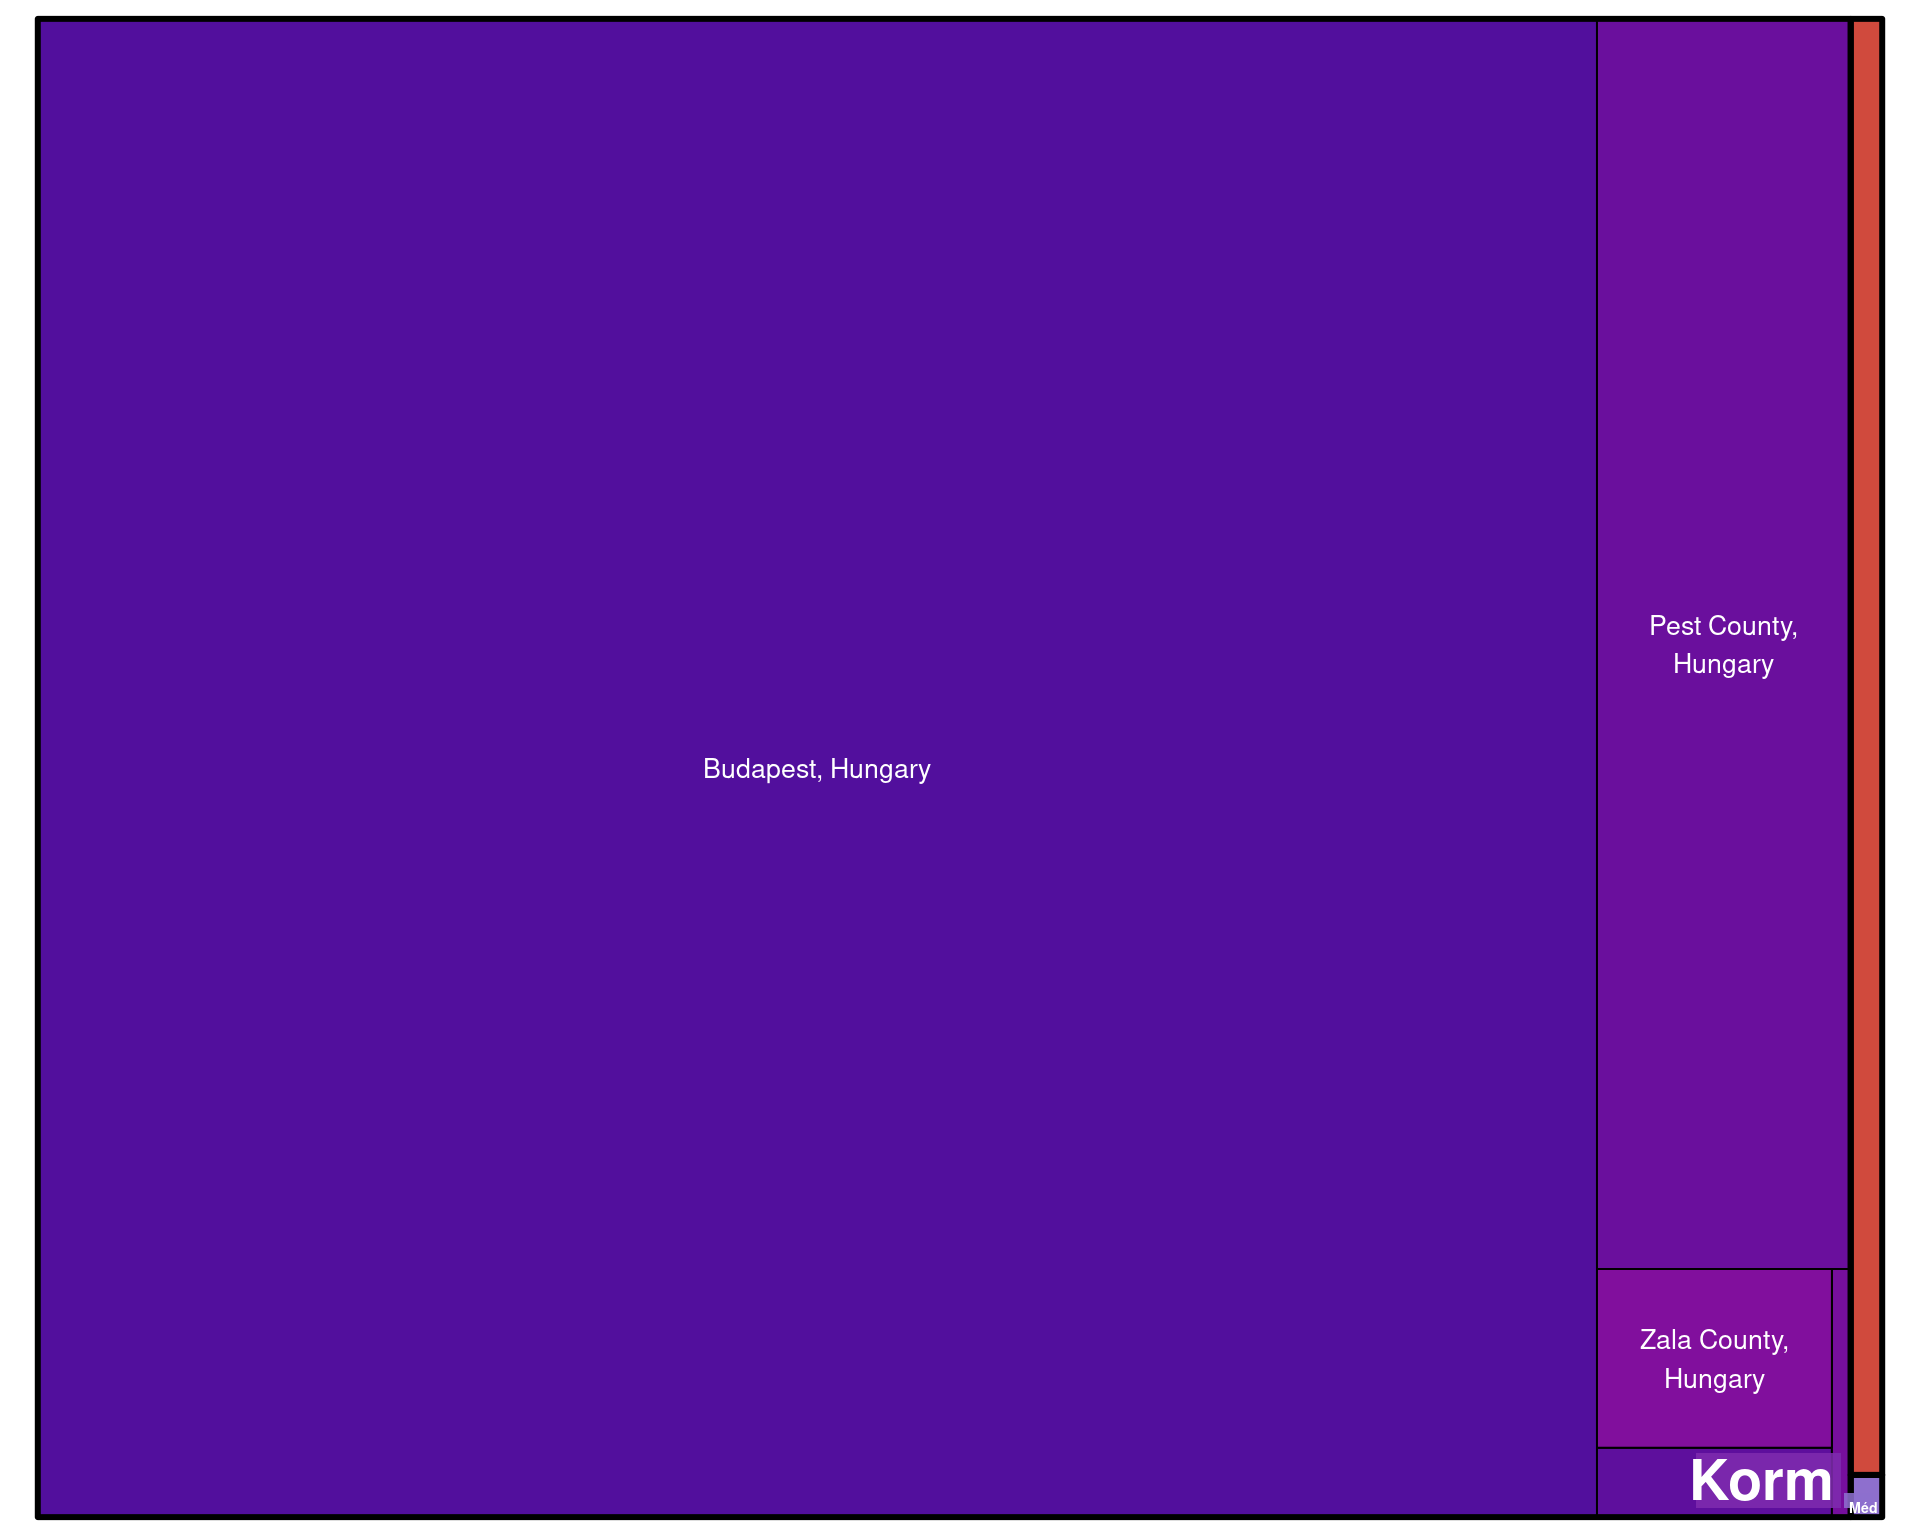 Budapest, Hungary
Pest County,
Hungary
Zala County,
Hungary
Korm
Méd